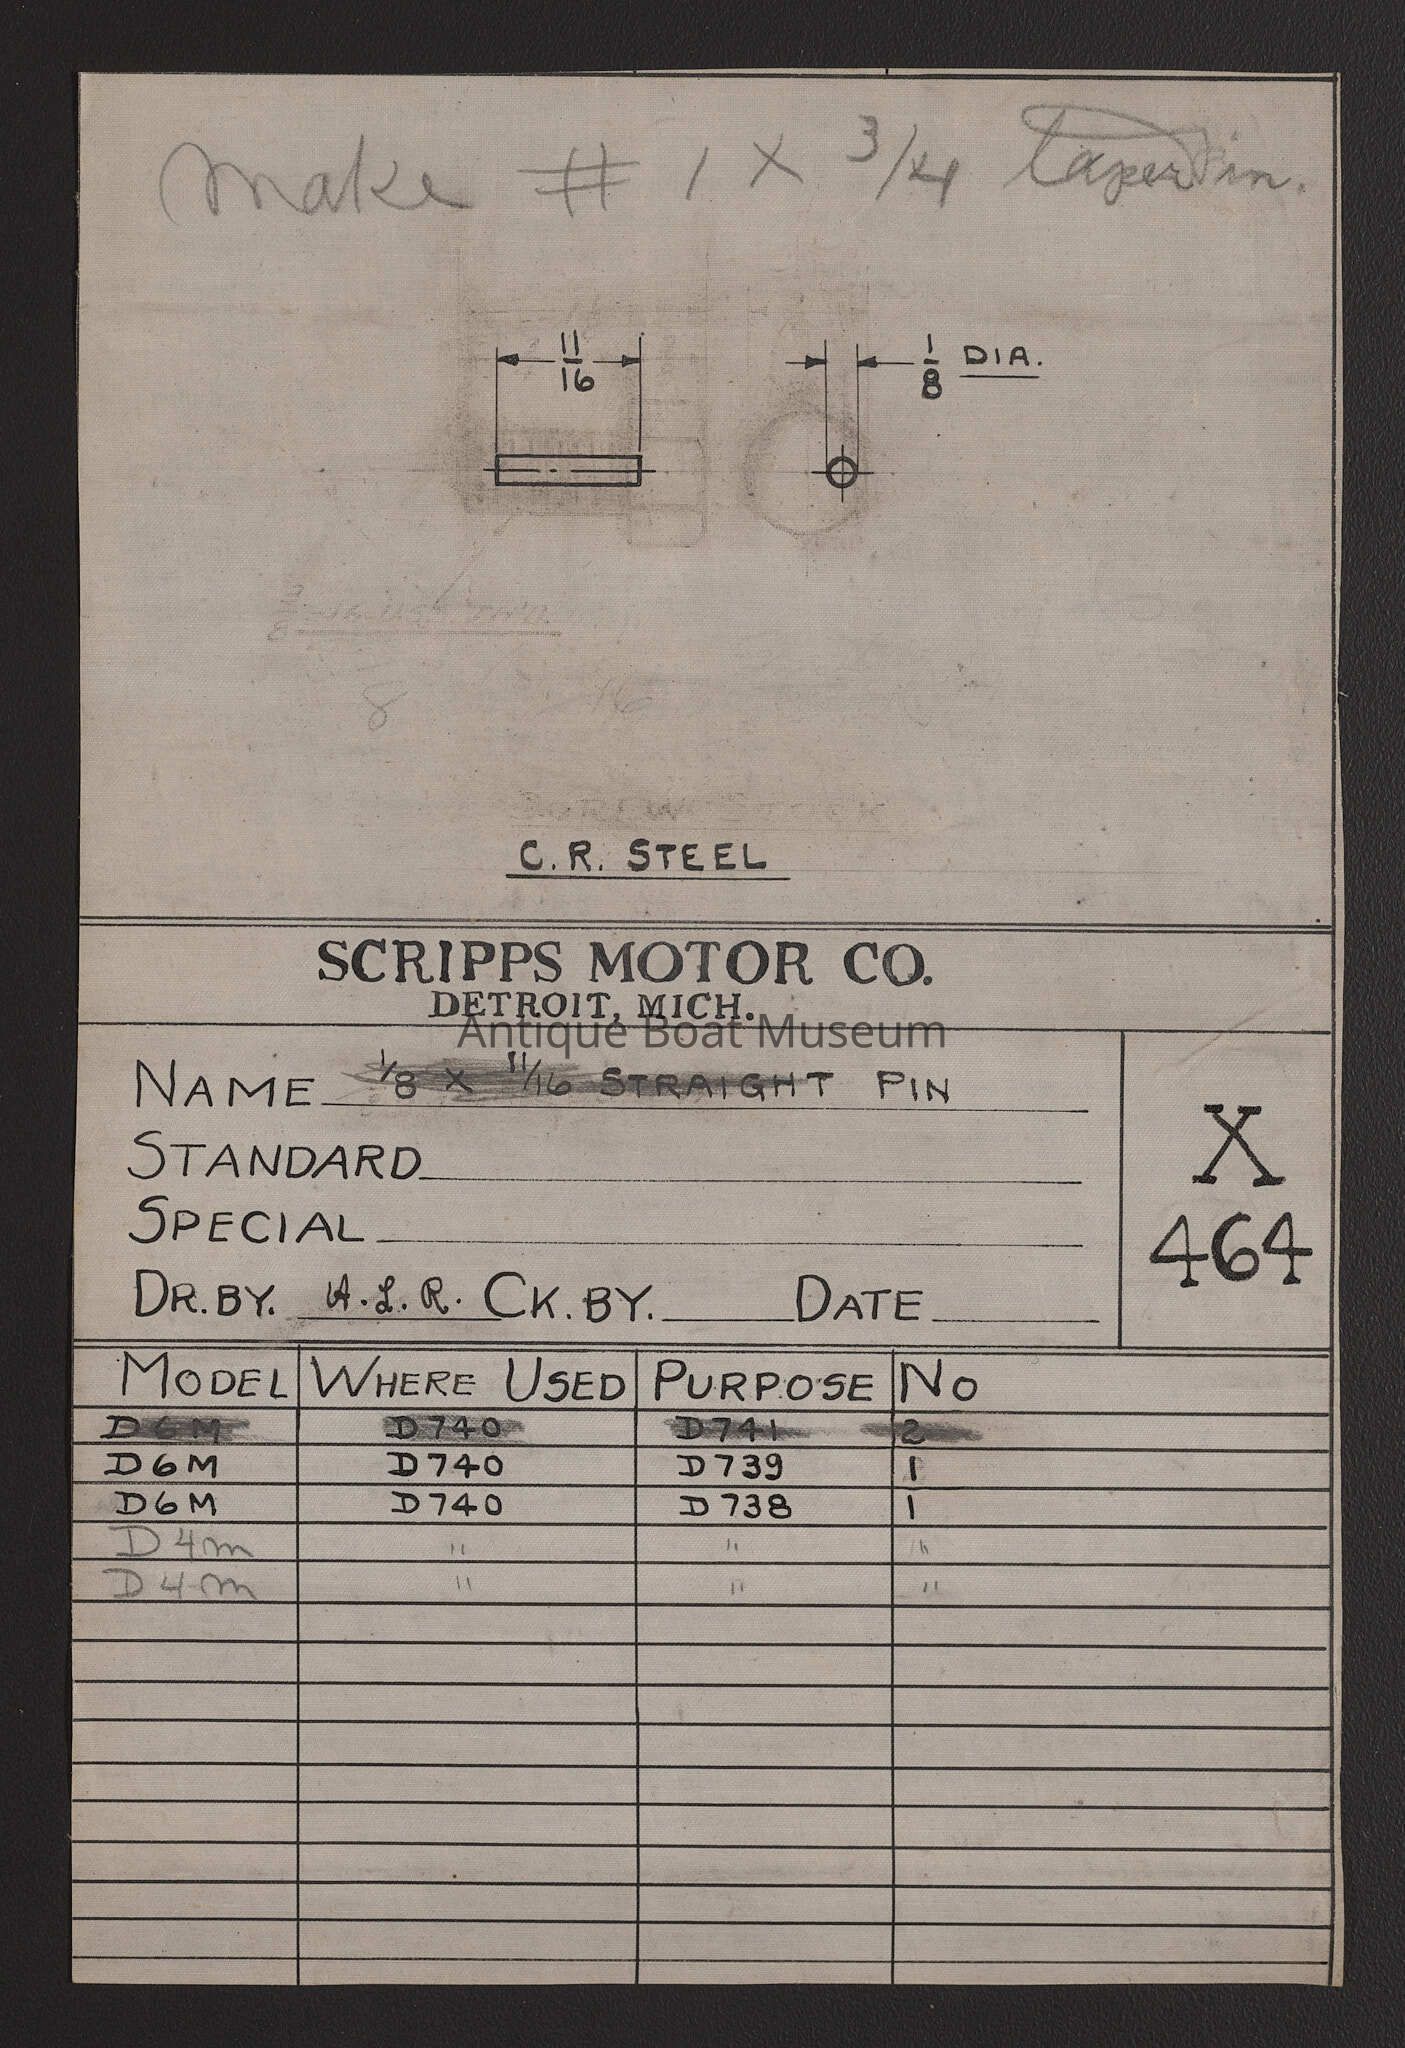 Make # 1 X 3/4 taper Pin.
11/16
1/8 DIA.
8
16
C. R. STEEL
SCRIPPS MOTOR CO.
DETROIT, MICH.
Antique Boat Museum
NAME 1/8 X 11/16 STRAIGHT PIN
STANDARD
SPECIAL
DR. BY. A.L.R. CK. BY. DATE
X
464
MODEL WHERE USED PURPOSE NO
D6M D740 D741 2
D6M D740 D739 1
D6M D740 D738 1
D4m " " "
D4m " " "